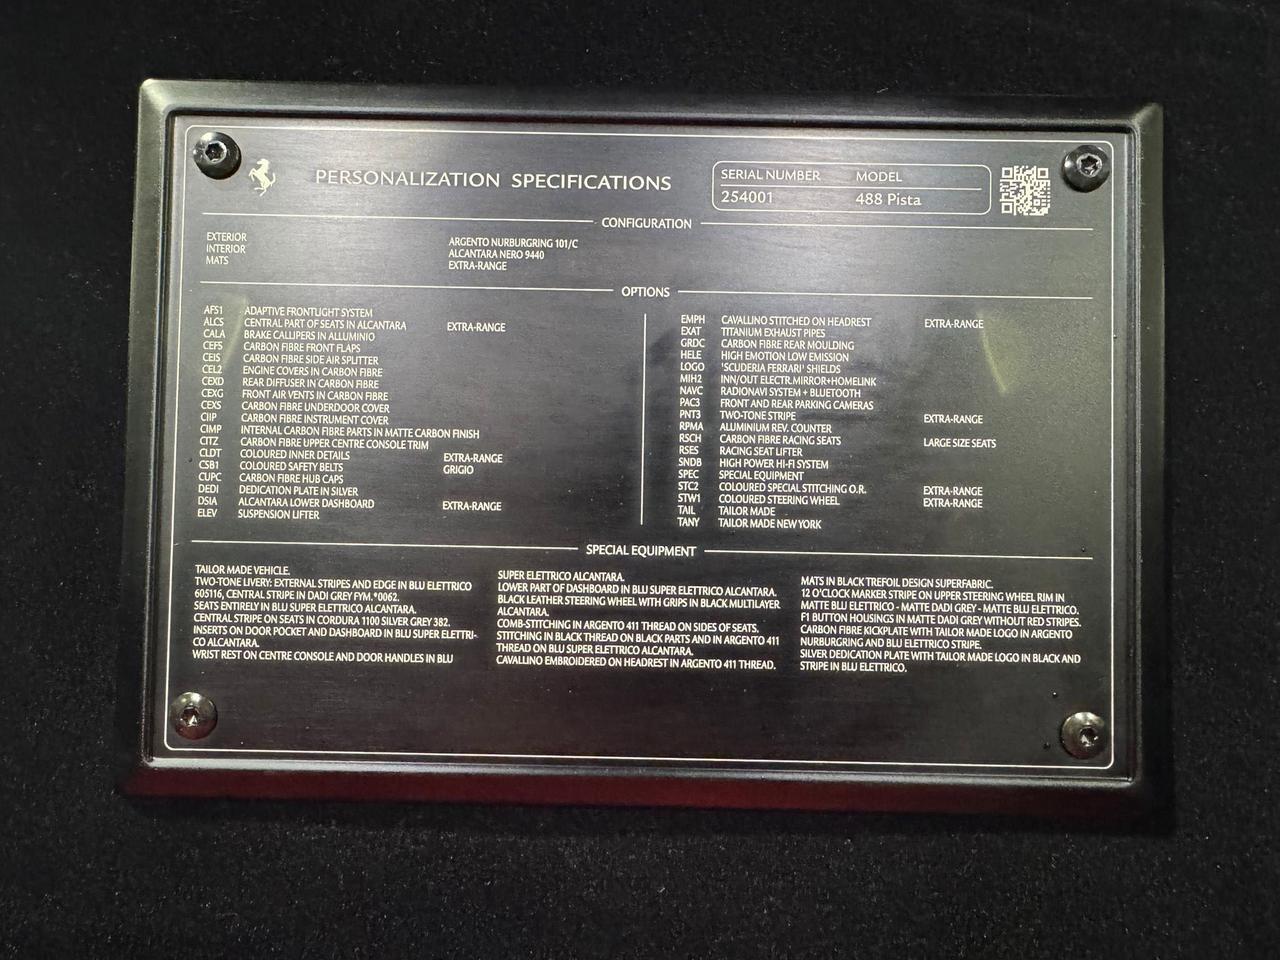 PERSONALIZATION SPECIFICATIONS
SERIAL NUMBER MODEL
254001 488 Pista
CONFIGURATION
EXTERIOR ARGENTO NURBURGRING 101/C
INTERIOR ALCANTARA NERO 9440
MATS EXTRA-RANGE
OPTIONS
AFS1 ADAPTIVE FRONTLIGHT SYSTEM
ALCS CENTRAL PART OF SEATS IN ALCANTARA EXTRA-RANGE
CALA BRAKE CALLIPERS IN ALLUMINIO
CEFS CARBON FIBRE FRONT FLAPS
CEIS CARBON FIBRE SIDE AIR SPLITTER
CEL2 ENGINE COVERS IN CARBON FIBRE
CEXD REAR DIFFUSER IN CARBON FIBRE
CEXG FRONT AIR VENTS IN CARBON FIBRE
CEXS CARBON FIBRE UNDERDOOR COVER
CIIP CARBON FIBRE INSTRUMENT COVER
CIMP INTERNAL CARBON FIBRE PARTS IN MATTE CARBON FINISH
CITZ CARBON FIBRE UPPER CENTRE CONSOLE TRIM
CLDT COLOURED INNER DETAILS EXTRA-RANGE
CSB1 COLOURED SAFETY BELTS GRIGIO
CUPC CARBON FIBRE HUB CAPS
DEDI DEDICATION PLATE IN SILVER
DSIA ALCANTARA LOWER DASHBOARD EXTRA-RANGE
ELEV SUSPENSION LIFTER
EMPH CAVALLINO STITCHED ON HEADREST EXTRA-RANGE
EXAT TITANIUM EXHAUST PIPES
GRDC CARBON FIBRE REAR MOULDING
HELE HIGH EMOTION LOW EMISSION
LOGO 'SCUDERIA FERRARI' SHIELDS
MIH2 INN/OUT ELECTR.MIRROR+HOMELINK
NAVC RADIONAVI SYSTEM + BLUETOOTH
PAC3 FRONT AND REAR PARKING CAMERAS
PNT3 TWO-TONE STRIPE EXTRA-RANGE
RPMA ALUMINIUM REV. COUNTER
RSCH CARBON FIBRE RACING SEATS LARGE SIZE SEATS
RSES RACING SEAT LIFTER
SNDB HIGH POWER HI-FI SYSTEM
SPEC SPECIAL EQUIPMENT
STC2 COLOURED SPECIAL STITCHING O.R. EXTRA-RANGE
STW1 COLOURED STEERING WHEEL EXTRA-RANGE
TAIL TAILOR MADE
TANY TAILOR MADE NEW YORK
SPECIAL EQUIPMENT
TAILOR MADE VEHICLE.
TWO-TONE LIVERY: EXTERNAL STRIPES AND EDGE IN BLU ELETTRICO
605116, CENTRAL STRIPE IN DADI GREY FYM.*0062.
SEATS ENTIRELY IN BLU SUPER ELETTRICO ALCANTARA.
CENTRAL STRIPE ON SEATS IN CORDURA 1100 SILVER GREY 382.
INSERTS ON DOOR POCKET AND DASHBOARD IN BLU SUPER ELETTRI-
CO ALCANTARA.
WRIST REST ON CENTRE CONSOLE AND DOOR HANDLES IN BLU
SUPER ELETTRICO ALCANTARA.
LOWER PART OF DASHBOARD IN BLU SUPER ELETTRICO ALCANTARA.
BLACK LEATHER STEERING WHEEL WITH GRIPS IN BLACK MULTILAYER
ALCANTARA.
COMB-STITCHING IN ARGENTO 411 THREAD ON SIDES OF SEATS.
STITCHING IN BLACK THREAD ON BLACK PARTS AND IN ARGENTO 411
THREAD ON BLU SUPER ELETTRICO ALCANTARA.
CAVALLINO EMBROIDERED ON HEADREST IN ARGENTO 411 THREAD.
MATS IN BLACK TREFOIL DESIGN SUPERFABRIC.
12 O'CLOCK MARKER STRIPE ON UPPER STEERING WHEEL RIM IN
MATTE BLU ELETTRICO - MATTE DADI GREY - MATTE BLU ELETTRICO.
F1 BUTTON HOUSINGS IN MATTE DADI GREY WITHOUT RED STRIPES.
CARBON FIBRE KICKPLATE WITH TAILOR MADE LOGO IN ARGENTO
NURBURGRING AND BLU ELETTRICO STRIPE.
SILVER DEDICATION PLATE WITH TAILOR MADE LOGO IN BLACK AND
STRIPE IN BLU ELETTRICO.